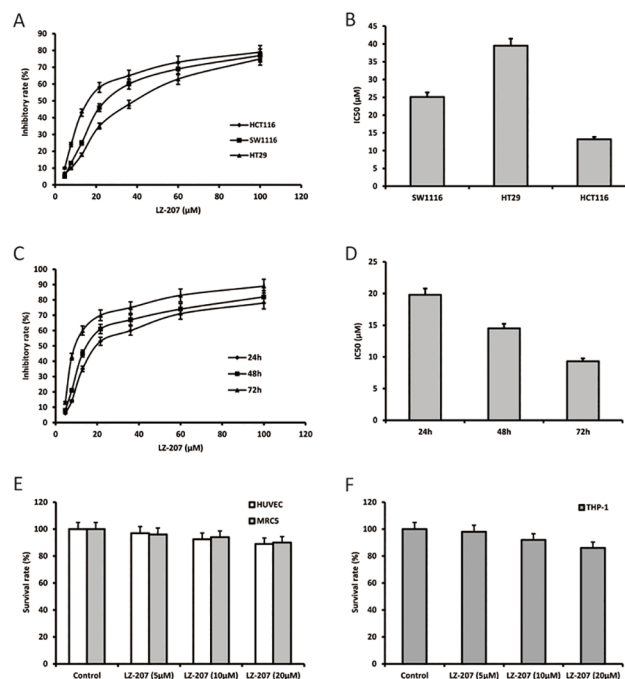 A
Inhibitory rate (%)
90
80
70
60
50
40
30
20
10
0
HCT116
SW1116
HT29
0 20 40 60 80 100 120
LZ-207 (μM)
B
IC50 (μM)
45
40
35
30
25
20
15
10
5
0
SW1116 HT29 HCT116
C
Inhibitory rate (%)
100
90
80
70
60
50
40
30
20
10
0
24h
48h
72h
0 20 40 60 80 100 120
LZ-207 (μM)
D
IC50 (μM)
25
20
15
10
5
0
24h 48h 72h
E
Survival rate (%)
120
100
80
60
40
20
0
HUVEC
MRC5
Control LZ-207 (5μM) LZ-207 (10μM) LZ-207 (20μM)
F
Survival rate (%)
120
100
80
60
40
20
0
THP-1
Control LZ-207 (5μM) LZ-207 (10μM) LZ-207 (20μM)